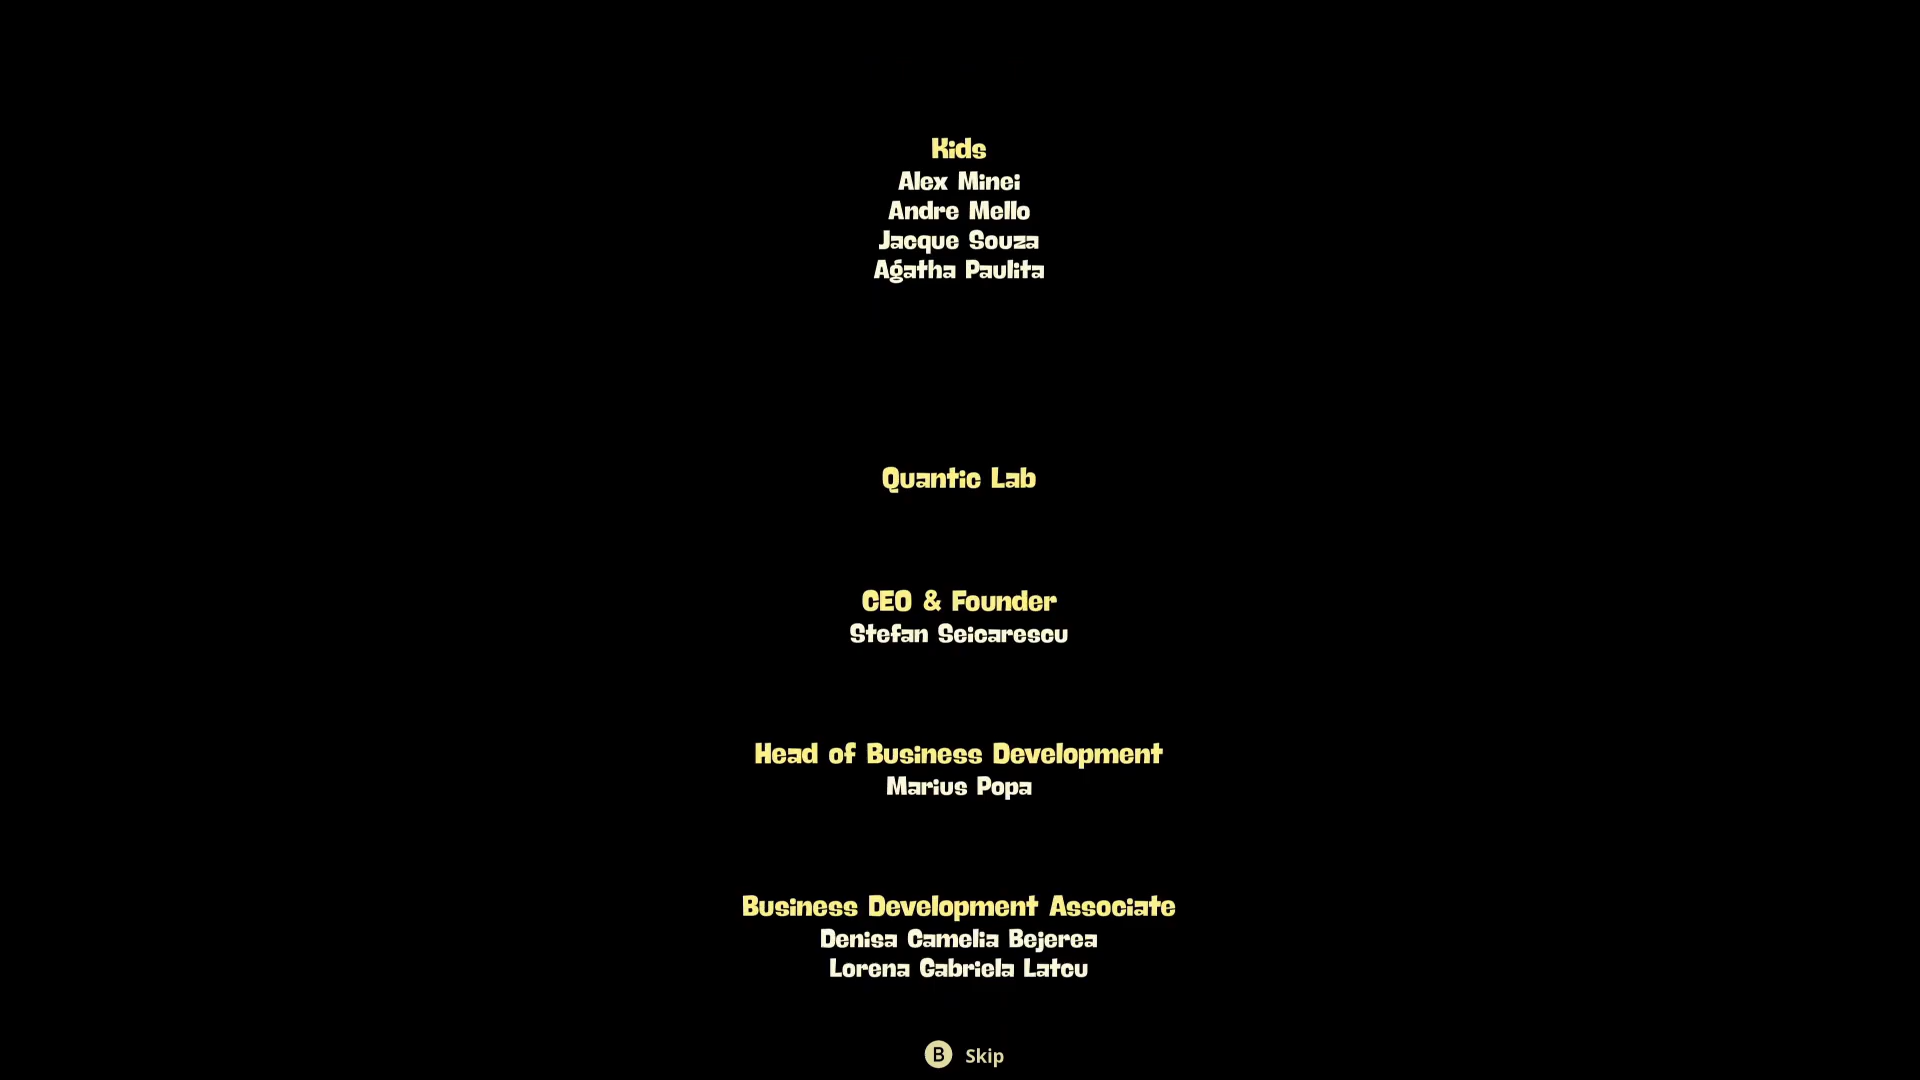 Kids
Alex Minei
Andre Mello
Jacque Souza
Agatha Paulita
Quantic Lab
CEO & Founder
Stefan Seicarescu
Head of Business Development
Marius Popa
Business Development Associate
Denisa Camelia Bejerea
Lorena Gabriela Latcu
B Skip